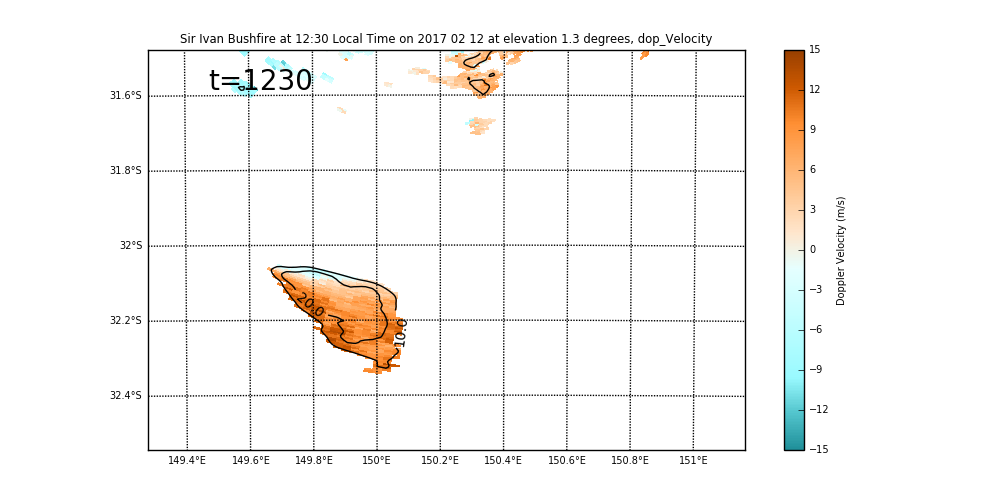 Sir Ivan Bushfire at 12:30 Local Time on 2017 02 12 at elevation 1.3 degrees, dop_Velocity
t=1230
31.6°S
31.8°S
32°S
32.2°S
32.4°S
20.0
10.0
149.4°E 149.6°E 149.8°E 150°E 150.2°E 150.4°E 150.6°E 150.8°E 151°E
15
12
9
6
3
0
−3
−6
−9
−12
−15
Doppler Velocity (m/s)